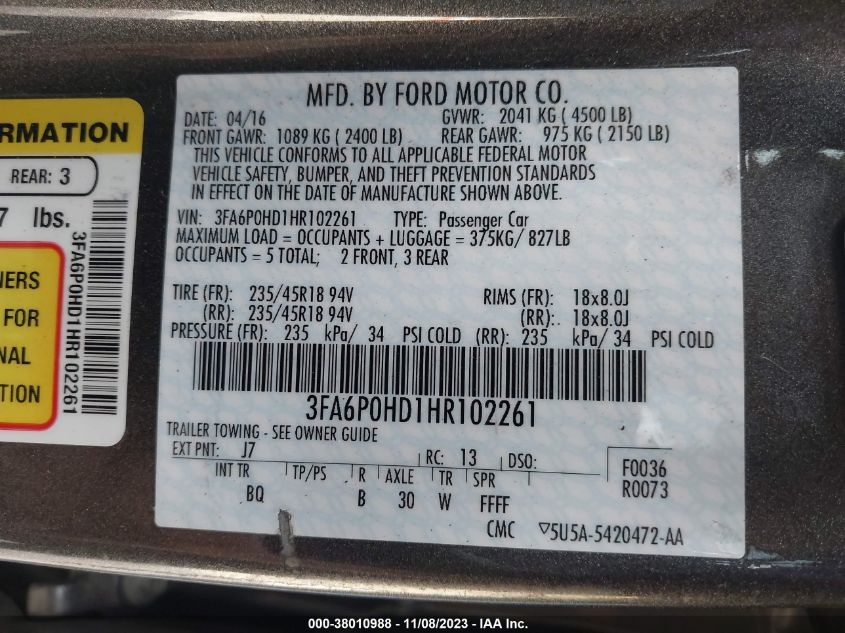 RMATION
REAR: 3
7 lbs.
NERS
FOR
NAL
TION
3FA6P0HD1HR102261
MFD. BY FORD MOTOR CO.
DATE: 04/16 GVWR: 2041 KG ( 4500 LB)
FRONT GAWR: 1089 KG ( 2400 LB) REAR GAWR: 975 KG ( 2150 LB)
THIS VEHICLE CONFORMS TO ALL APPLICABLE FEDERAL MOTOR
VEHICLE SAFETY, BUMPER, AND THEFT PREVENTION STANDARDS
IN EFFECT ON THE DATE OF MANUFACTURE SHOWN ABOVE.
VIN: 3FA6P0HD1HR102261 TYPE: Passenger Car
MAXIMUM LOAD = OCCUPANTS + LUGGAGE = 375KG/ 827LB
OCCUPANTS = 5 TOTAL; 2 FRONT, 3 REAR
TIRE (FR): 235/45R18 94V RIMS (FR): 18x8.0J
(RR): 235/45R18 94V (RR):. 18x8.0J
PRESSURE (FR): 235 kPa/ 34 PSI COLD (RR): 235 kPa/ 34 PSI COLD
3FA6P0HD1HR102261
TRAILER TOWING - SEE OWNER GUIDE
EXT PNT: J7 RC: 13 DSO:
F0036
R0073
INT TR TP/PS R AXLE TR SPR
BQ B 30 W FFFF
CMC ▽5U5A-5420472-AA
000-38010988 - 11/08/2023 - IAA Inc.